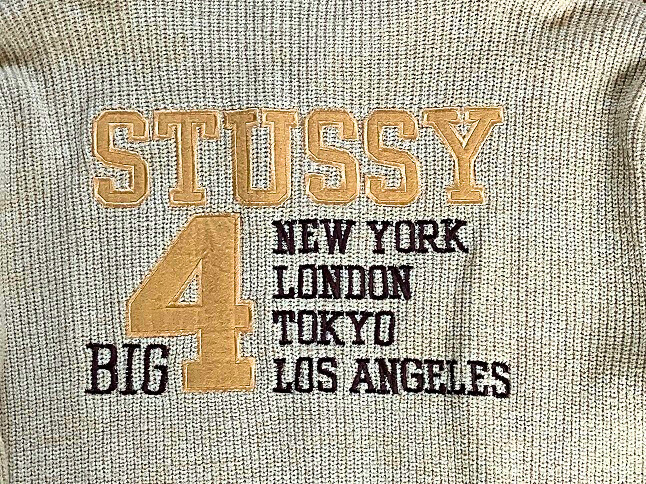 STUSSY
BIG 4
NEW YORK
LONDON
TOKYO
LOS ANGELES